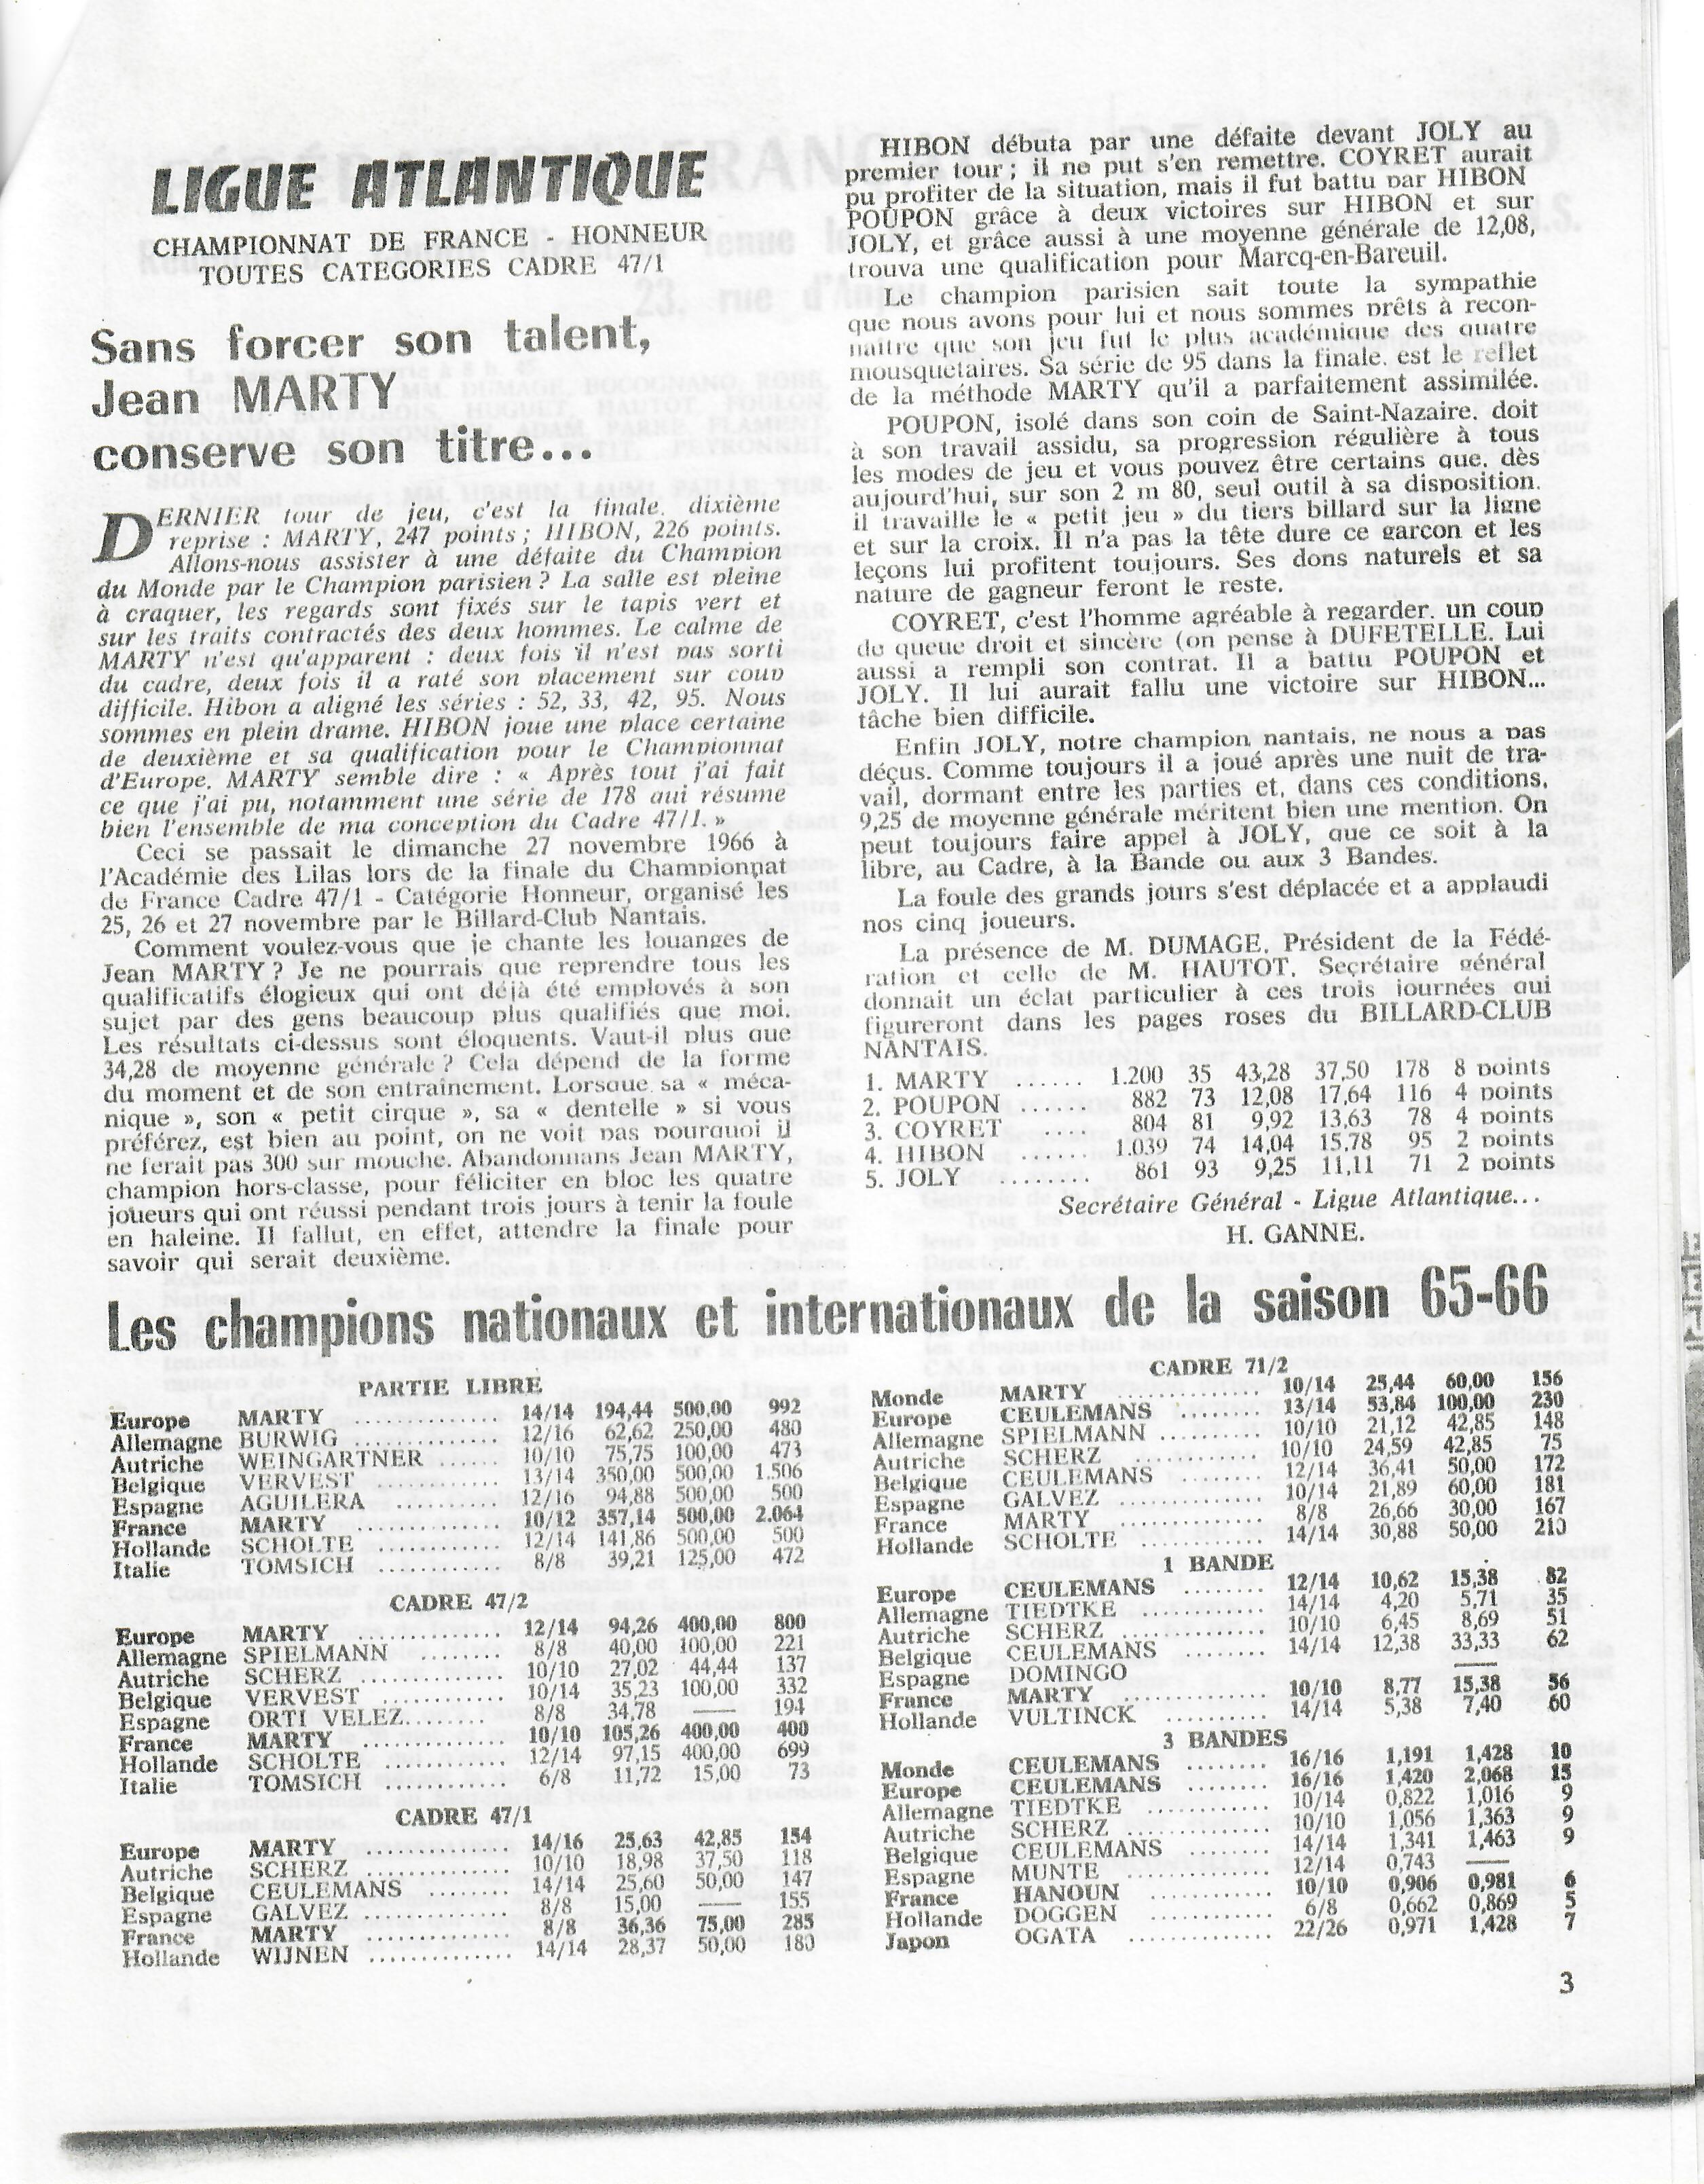 LIGUE ATLANTIQUE
CHAMPIONNAT DE FRANCE - HONNEUR
TOUTES CATEGORIES CADRE 47/1
Sans forcer son talent,
Jean MARTY
conserve son titre...
DERNIER tour de jeu, c'est la finale. dixième
reprise : MARTY, 247 points ; HIBON, 226 points.
Allons-nous assister à une défaite du Champion
du Monde par le Champion parisien ? La salle est pleine
à craquer, les regards sont fixés sur le tapis vert et
sur les traits contractés des deux hommes. Le calme de
MARTY n'est qu'apparent : deux fois il n'est pas sorti
du cadre, deux fois il a raté son placement sur coup
difficile. Hibon a aligné les séries : 52, 33, 42, 95. Nous
sommes en plein drame. HIBON joue une place certaine
de deuxième et sa qualification pour le Championnat
d'Europe. MARTY semble dire : « Après tout j'ai fait
ce que j'ai pu, notamment une série de 178 qui résume
bien l'ensemble de ma conception du Cadre 47/1. »
Ceci se passait le dimanche 27 novembre 1966 à
l'Académie des Lilas lors de la finale du Championnat
de France Cadre 47/1 - Catégorie Honneur, organisé les
25, 26 et 27 novembre par le Billard-Club Nantais.
Comment voulez-vous que je chante les louanges de
Jean MARTY ? Je ne pourrais que reprendre tous les
qualificatifs élogieux qui ont déjà été employés à son
sujet par des gens beaucoup plus qualifiés que moi.
Les résultats ci-dessus sont éloquents. Vaut-il plus que
34,28 de moyenne générale ? Cela dépend de la forme
du moment et de son entraînement. Lorsque sa « méca-
nique », son « petit cirque », sa « dentelle » si vous
préférez, est bien au point, on ne voit pas pourquoi il
ne ferait pas 300 sur mouche. Abandonnans Jean MARTY,
champion hors-classe, pour féliciter en bloc les quatre
joueurs qui ont réussi pendant trois jours à tenir la foule
en haleine. Il fallut, en effet, attendre la finale pour
savoir qui serait deuxième.
HIBON débuta par une défaite devant JOLY au
premier tour ; il ne put s'en remettre. COYRET aurait
pu profiter de la situation, mais il fut battu par HIBON
POUPON grâce à deux victoires sur HIBON et sur
JOLY, et grâce aussi à une moyenne générale de 12,08,
trouva une qualification pour Marcq-en-Bareuil.
Le champion parisien sait toute la sympathie
que nous avons pour lui et nous sommes prêts à recon-
naître que son jeu fut le plus académique des quatre
mousquetaires. Sa série de 95 dans la finale. est le reflet
de la méthode MARTY qu'il a parfaitement assimilée.
POUPON, isolé dans son coin de Saint-Nazaire. doit
à son travail assidu, sa progression régulière à tous
les modes de jeu et vous pouvez être certains que. dès
aujourd'hui, sur son 2 m 80, seul outil à sa disposition.
il travaille le « petit jeu » du tiers billard sur la ligne
et sur la croix. Il n'a pas la tête dure ce garçon et les
leçons lui profitent toujours. Ses dons naturels et sa
nature de gagneur feront le reste.
COYRET, c'est l'homme agréable à regarder. un coup
de queue droit et sincère (on pense à DUFETELLE. Lui
aussi a rempli son contrat. Il a battu POUPON et
JOLY. Il lui aurait fallu une victoire sur HIBON...
tâche bien difficile.
Enfin JOLY, notre champion nantais, ne nous a pas
déçus. Comme toujours il a joué après une nuit de tra-
vail, dormant entre les parties et, dans ces conditions,
9,25 de moyenne générale méritent bien une mention. On
peut toujours faire appel à JOLY, que ce soit à la
libre, au Cadre, à la Bande ou aux 3 Bandes.
La foule des grands jours s'est déplacée et a applaudi
nos cinq joueurs.
La présence de M. DUMAGE, Président de la Fédé-
ration et celle de M. HAUTOT, Secrétaire général
donnait un éclat particulier à ces trois journées qui
figureront dans les pages roses du BILLARD-CLUB
NANTAIS.
1. MARTY ...... 1.200 35 43,28 37,50 178 8 points
2. POUPON ...... 882 73 12,08 17,64 116 4 points
3. COYRET .... 804 81 9,92 13,63 78 4 points
4. HIBON ...... 1.039 74 14,04 15,78 95 2 points
5. JOLY ........ 861 93 9,25 11,11 71 2 points
Secrétaire Général - Ligue Atlantique...
H. GANNE.
Les champions nationaux et internationaux de la saison 65-66
PARTIE LIBRE
Europe MARTY .............. 14/14 194,44 500,00 992
Allemagne BURWIG .............. 12/16 62,62 250,00 480
Autriche WEINGARTNER ...... 10/10 75,75 100,00 473
Belgique VERVEST ............ 13/14 350,00 500,00 1.506
Espagne AGUILERA .......... 12/16 94,88 500,00 500
France MARTY .............. 10/12 357,14 500,00 2.064
Hollande SCHOLTE ............ 12/14 141,86 500,00 500
Italie TOMSICH ............ 8/8 39,21 125,00 472
CADRE 47/2
Europe MARTY .............. 12/14 94,26 400,00 800
Allemagne SPIELMANN ........ 8/8 40,00 100,00 221
Autriche SCHERZ .............. 10/10 27,02 44,44 137
Belgique VERVEST ............ 10/14 35,23 100,00 332
Espagne ORTI VELEZ........ 8/8 34,78 —— 194
France MARTY .............. 10/10 105,26 400,00 400
Hollande SCHOLTE ............ 12/14 97,15 400,00 699
Italie TOMSICH ............ 6/8 11,72 15,00 73
CADRE 47/1
Europe MARTY .............. 14/16 25,63 42,85 154
Autriche SCHERZ .............. 10/10 18,98 37,50 118
Belgique CEULEMANS ........ 14/14 25,60 50,00 147
Espagne GALVEZ .............. 8/8 15,00 —— 155
France MARTY .............. 8/8 36,36 75,00 285
Hollande WIJNEN .............. 14/14 28,37 50,00 180
CADRE 71/2
Monde MARTY .............. 10/14 25,44 60,00 156
Europe CEULEMANS ........ 13/14 53,84 100,00 230
Allemagne SPIELMANN .......... 10/10 21,12 42,85 148
Autriche SCHERZ ............ 10/10 24,59 42,85 75
Belgique CEULEMANS ........ 12/14 36,41 50,00 172
Espagne GALVEZ .............. 10/14 21,89 60,00 181
France MARTY .............. 8/8 26,66 30,00 167
Hollande SCHOLTE ............ 14/14 30,88 50,00 210
1 BANDE
Europe CEULEMANS ........ 12/14 10,62 15,38 82
Allemagne TIEDTKE ............ 14/14 4,20 5,71 35
Autriche SCHERZ .............. 10/10 6,45 8,69 51
Belgique CEULEMANS ........ 14/14 12,38 33,33 62
Espagne DOMINGO ——
France MARTY .............. 10/10 8,77 15,38 56
Hollande VULTINCK .......... 14/14 5,38 7,40 60
3 BANDES
Monde CEULEMANS ........ 16/16 1,191 1,428 10
Europe CEULEMANS ........ 16/16 1,420 2,068 15
Allemagne TIEDTKE ............ 10/14 0,822 1,016 9
Autriche SCHERZ .............. 10/10 1,056 1,363 9
Belgique CEULEMANS ........ 14/14 1,341 1,463 9
Espagne MUNTE .............. 12/14 0,743 ——
France HANOUN ............ 10/10 0,906 0,981 6
Hollande DOGGEN ............ 6/8 0,662 0,869 5
Japon OGATA .............. 22/26 0,971 1,428 7
3